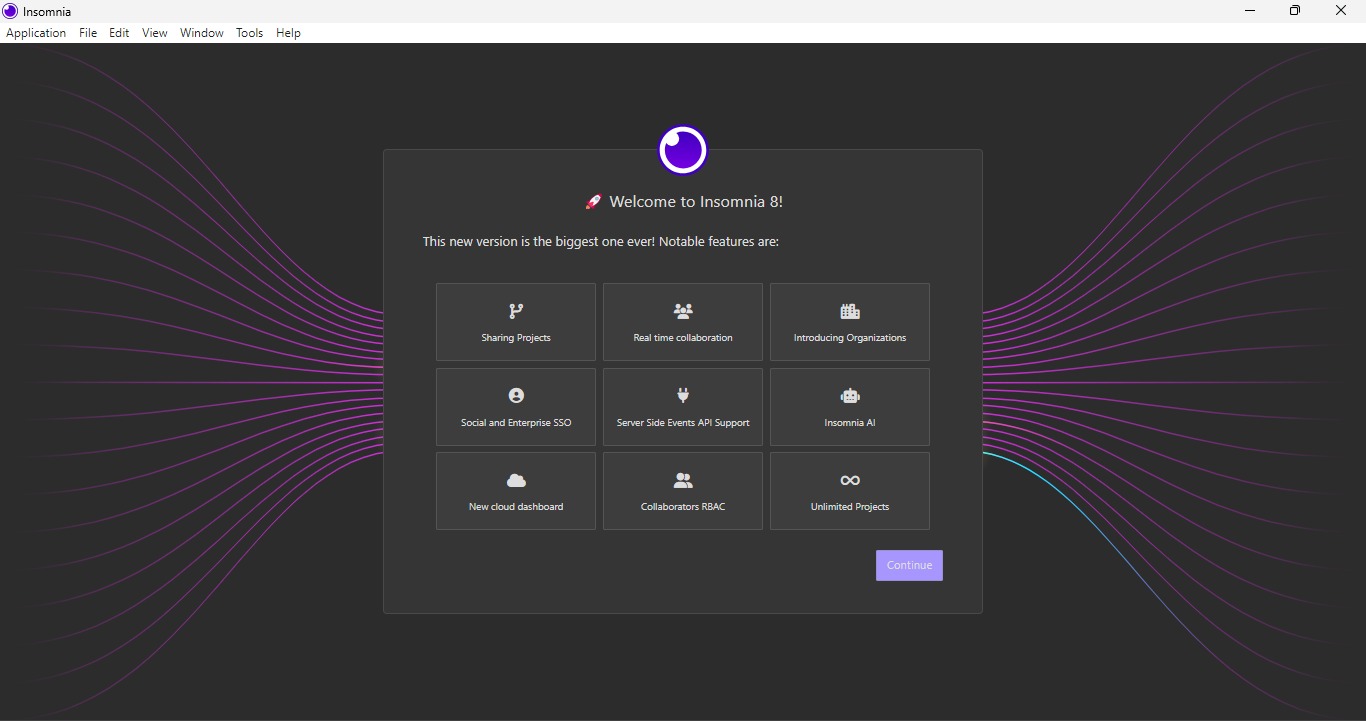 Insomnia
Application File Edit View Window Tools Help
🚀 Welcome to Insomnia 8!
This new version is the biggest one ever! Notable features are:
Sharing Projects
Real time collaboration
Introducing Organizations
Social and Enterprise SSO
Server Side Events API Support
Insomnia AI
New cloud dashboard
Collaborators RBAC
Unlimited Projects
Continue